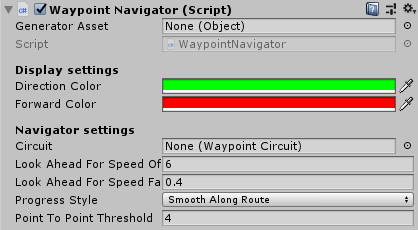 Waypoint Navigator (Script)
Generator Asset None (Object)
Script WaypointNavigator
Display settings
Direction Color
Forward Color
Navigator settings
Circuit None (Waypoint Circuit)
Look Ahead For Speed Of 6
Look Ahead For Speed Fa 0.4
Progress Style Smooth Along Route
Point To Point Threshold 4